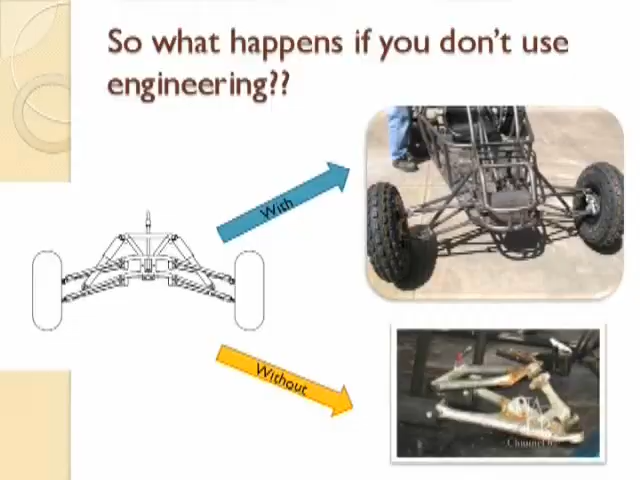 So what happens if you don't use
engineering??
With
Without